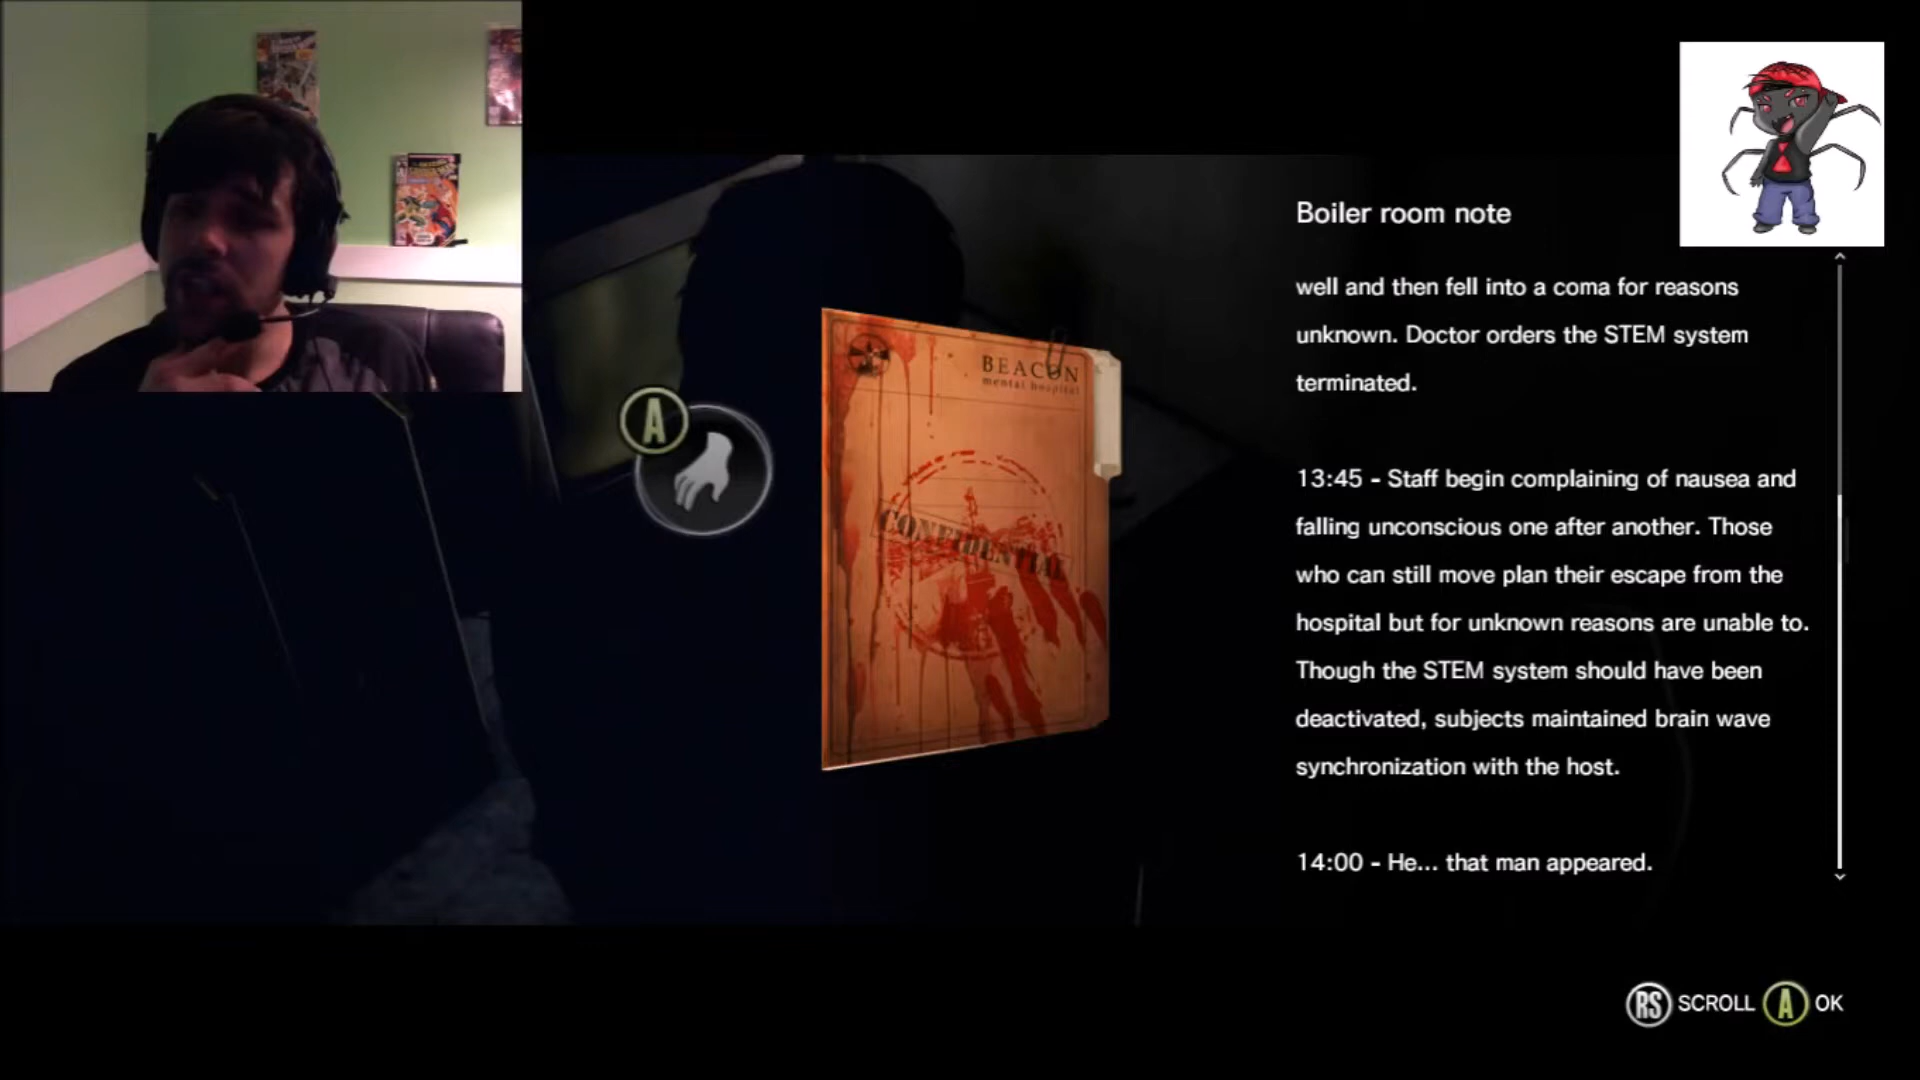 Boiler room note
well and then fell into a coma for reasons
unknown. Doctor orders the STEM system
terminated.
13:45 - Staff begin complaining of nausea and
falling unconscious one after another. Those
who can still move plan their escape from the
hospital but for unknown reasons are unable to.
Though the STEM system should have been
deactivated, subjects maintained brain wave
synchronization with the host.
14:00 - He... that man appeared.
BEACON
mental hospital
CONFIDENTIAL
A
RS SCROLL A OK